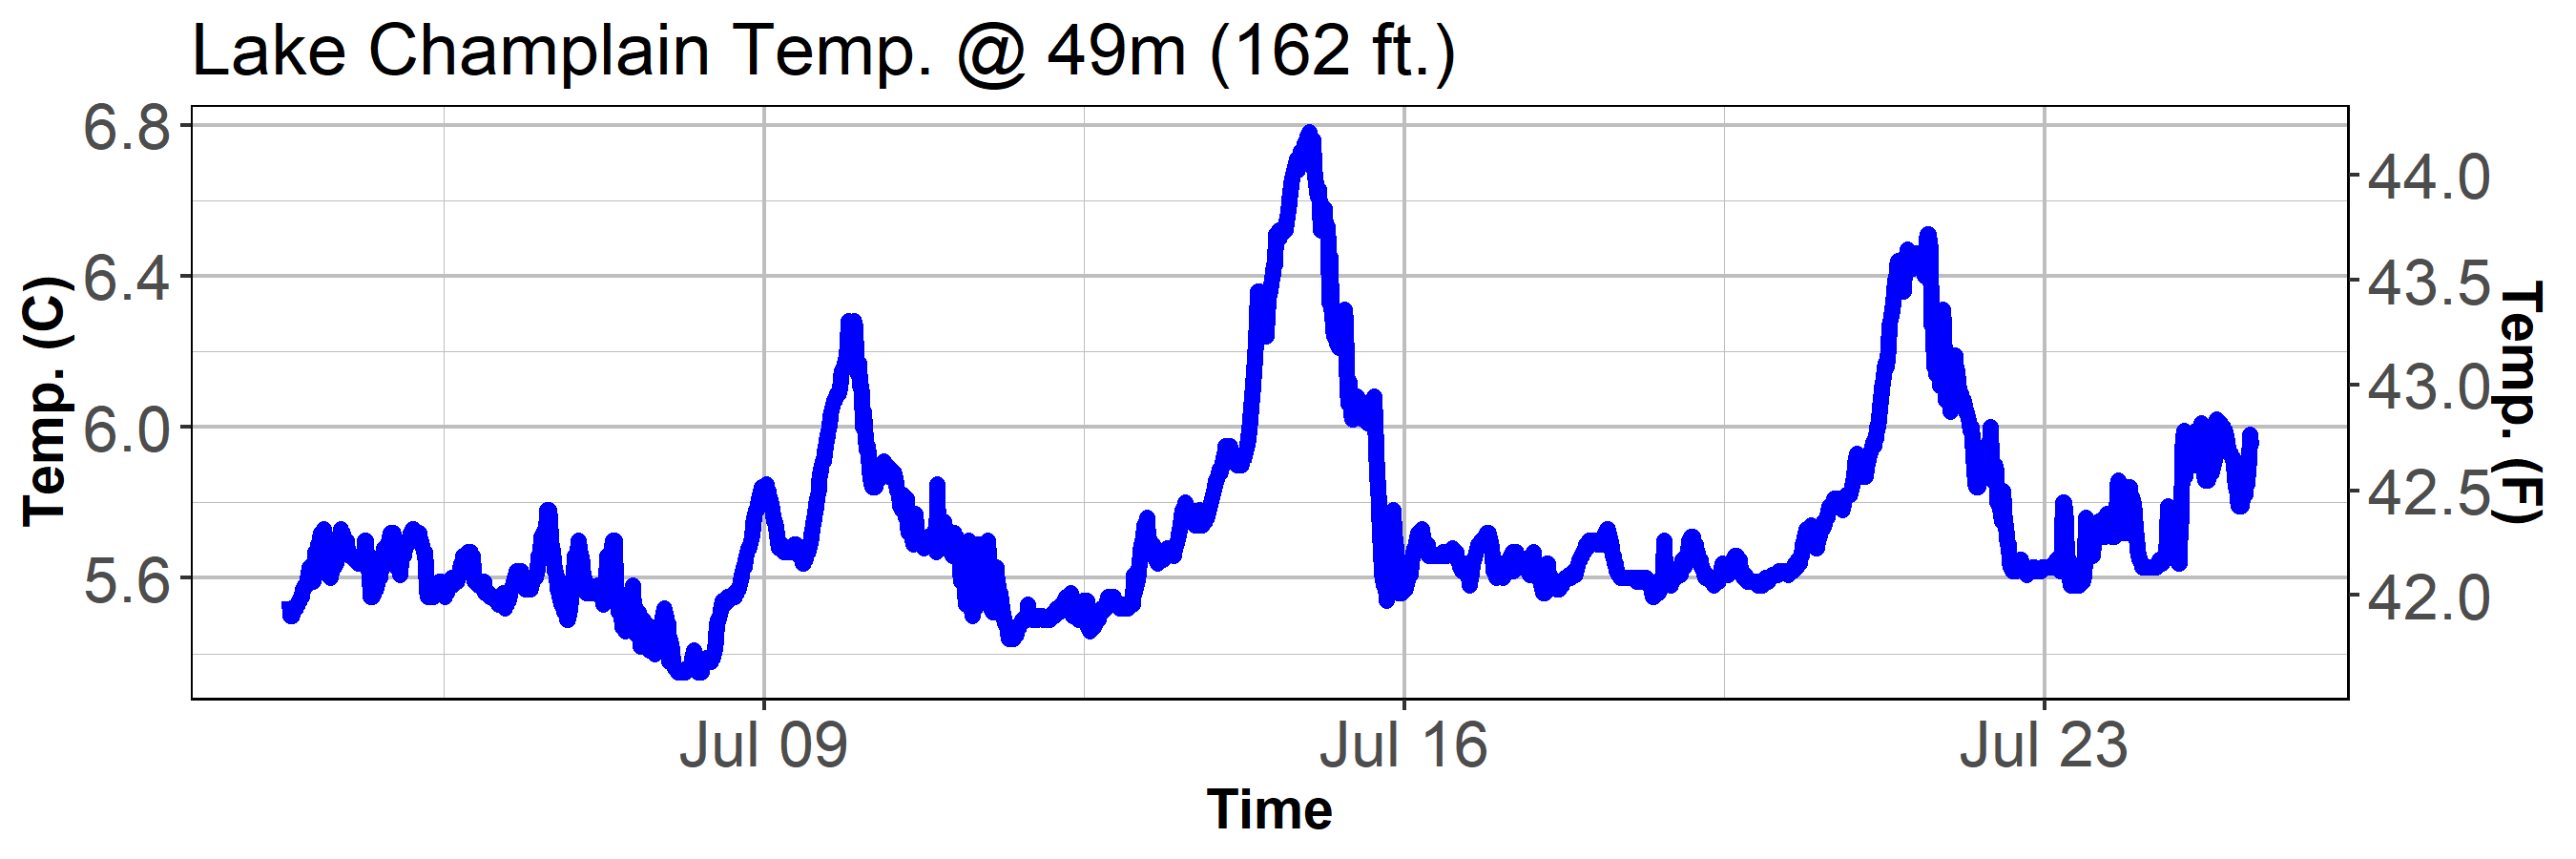 Lake Champlain Temp. @ 49m (162 ft.)
6.8
6.4
6.0
5.6
Temp. (C)
44.0
43.5
43.0
42.5
42.0
Temp. (F)
Jul 09
Jul 16
Jul 23
Time